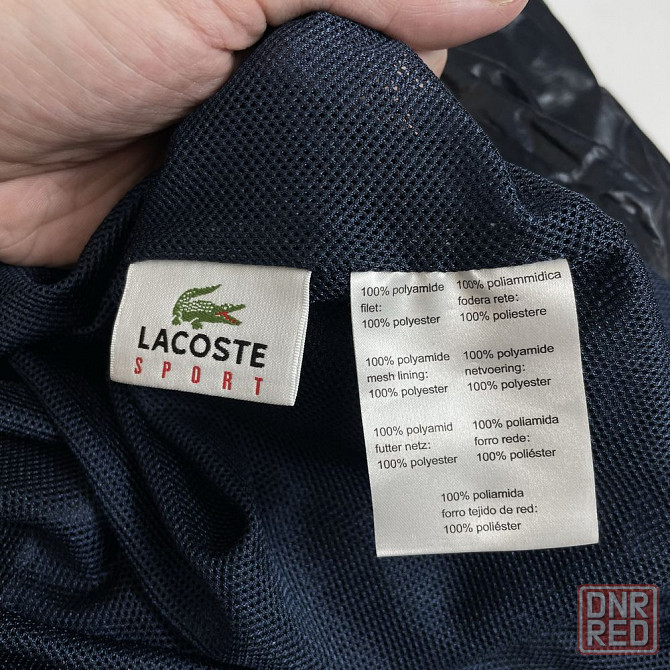 LACOSTE
SPORT
100% polyamide
filet:
100% polyester
100% poliammidica
fodera rete:
100% poliestere
100% polyamide
mesh lining:
100% polyester
100% polyamide
netvoering:
100% polyester
100% polyamid
futter netz:
100% polyester
100% poliamida
forro rede:
100% poliéster
100% poliamida
forro tejido de red:
100% poliéster
DNR
RED